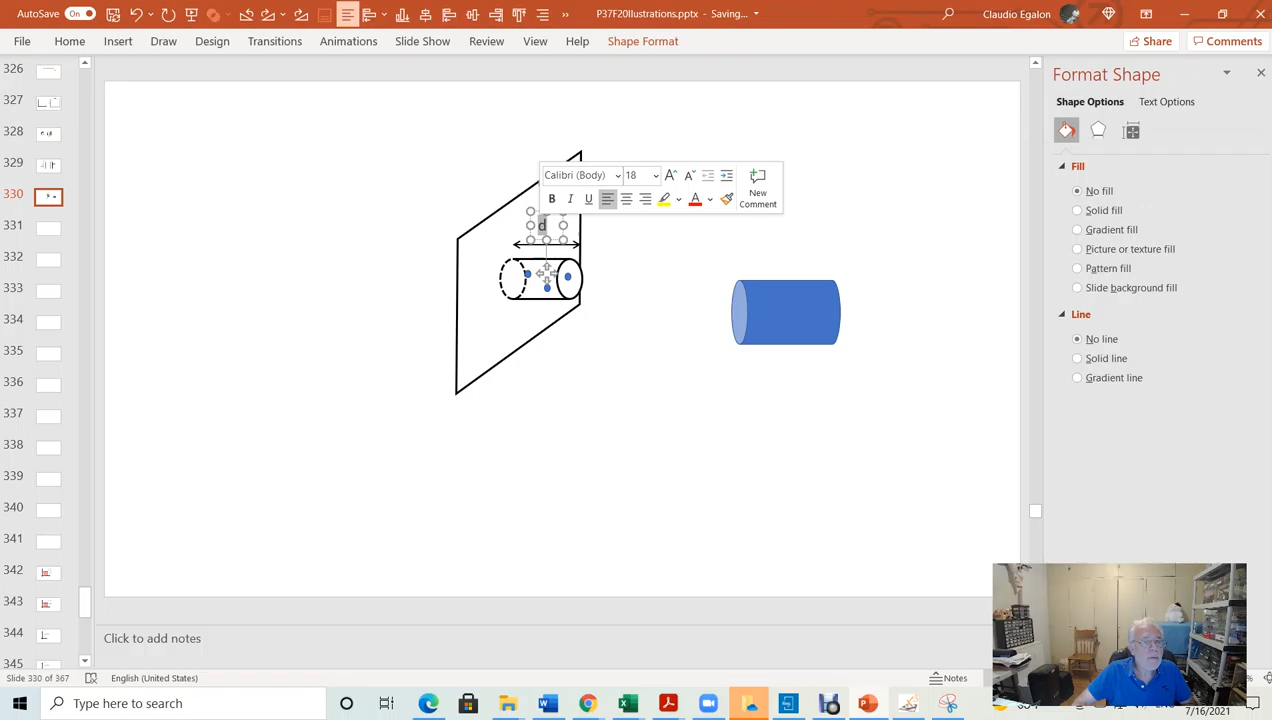 AutoSave On P37F20Ilustrations.pptx - Saving... Claudio Egalon
File Home Insert Draw Design Transitions Animations Slide Show Review View Help Shape Format Share Comments
326
327
328
329
330
331
332
333
334
335
336
337
338
339
340
341
342
343
344
345
Calibri (Body) 18
B I U A
New
Comment
d
Format Shape
Shape Options Text Options
Fill
No fill
Solid fill
Gradient fill
Picture or texture fill
Pattern fill
Slide background fill
Line
No line
Solid line
Gradient line
Click to add notes
Slide 330 of 367 English (United States) Notes
Type here to search
7/16/2021